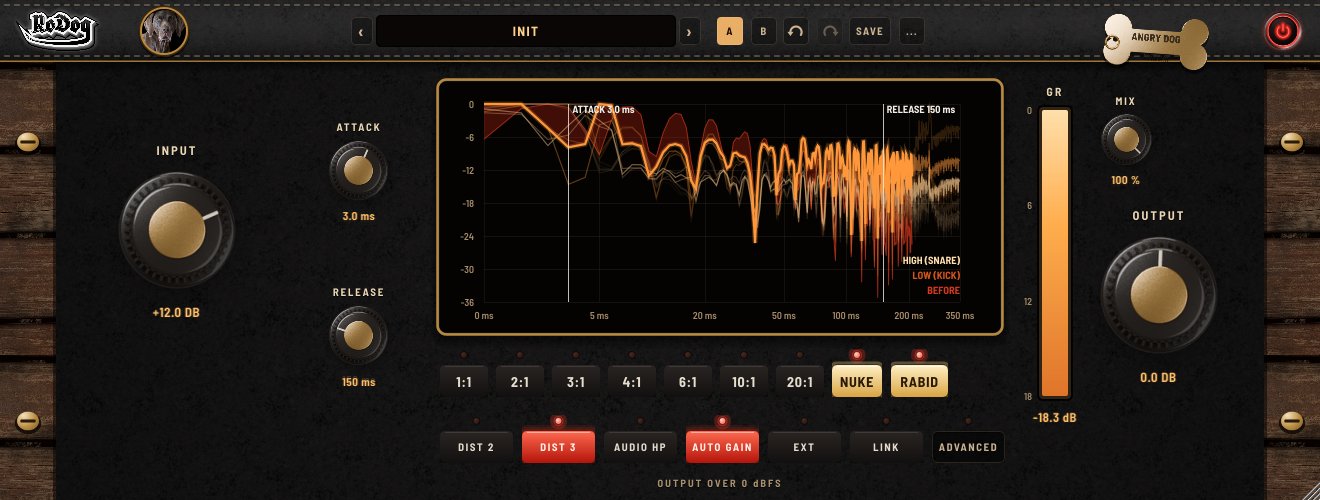 KoDog
‹
INIT
›
A
B
SAVE
...
ANGRY DOG
INPUT
+12.0 DB
ATTACK
3.0 ms
RELEASE
150 ms
ATTACK 3.0 ms
RELEASE 150 ms
0
-6
-12
-18
-24
-30
-36
0 ms
5 ms
20 ms
50 ms
100 ms
200 ms
350 ms
HIGH (SNARE)
LOW (KICK)
BEFORE
1:1
2:1
3:1
4:1
6:1
10:1
20:1
NUKE
RABID
DIST 2
DIST 3
AUDIO HP
AUTO GAIN
EXT
LINK
ADVANCED
OUTPUT OVER 0 dBFS
GR
0
6
12
18
-18.3 dB
MIX
100 %
OUTPUT
0.0 DB